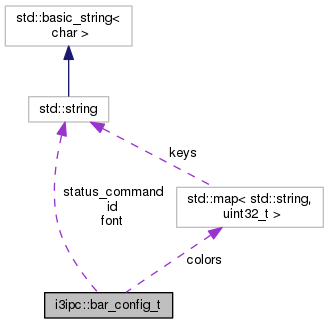 std::basic_string<
char >
std::string
keys
status_command
id
font
std::map< std::string,
uint32_t >
colors
i3ipc::bar_config_t